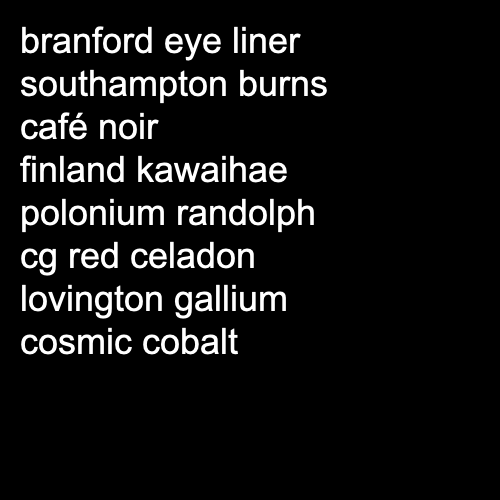 branford eye liner
southampton burns
café noir
finland kawaihae
polonium randolph
cg red celadon
lovington gallium
cosmic cobalt